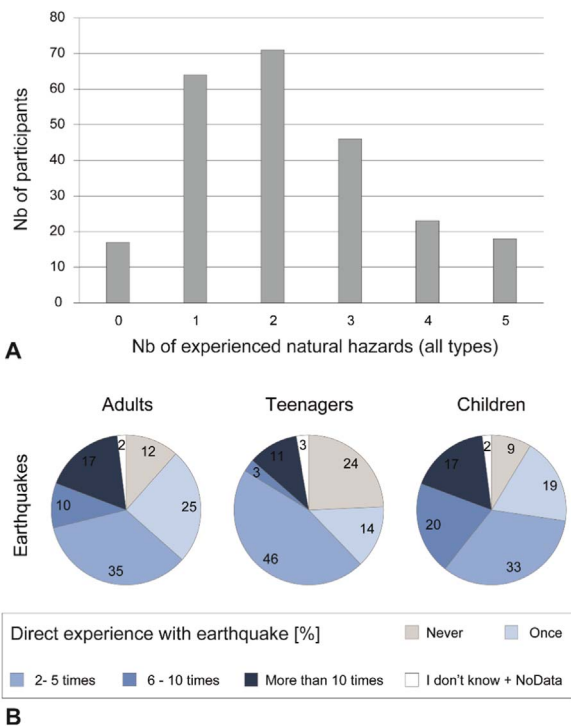 80
70
60
50
40
30
20
10
0
Nb of participants
0 1 2 3 4 5
Nb of experienced natural hazards (all types)
A
Adults Teenagers Children
Earthquakes
2 12 25 35 10 17
3 24 14 46 3 11
2 9 19 33 20 17
Direct experience with earthquake [%] Never Once
2- 5 times 6 - 10 times More than 10 times I don't know + NoData
B